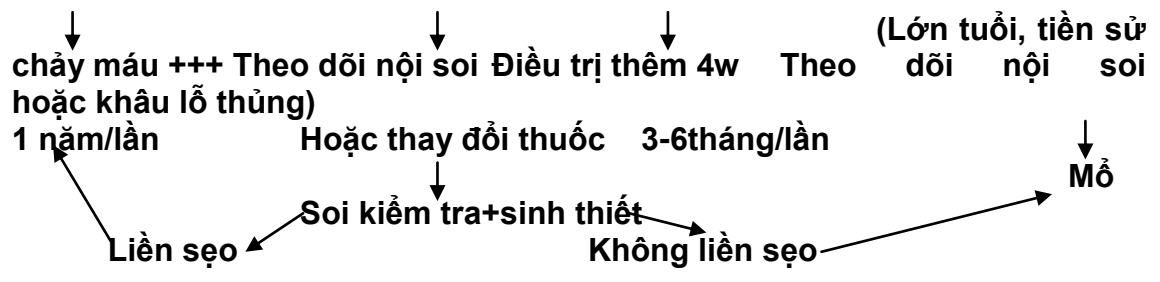 (Lớn tuổi, tiền sử
chảy máu +++ Theo dõi nội soi Điều trị thêm 4w Theo dõi nội soi
hoặc khâu lỗ thủng)
1 năm/lần Hoặc thay đổi thuốc 3-6tháng/lần
Mổ
Soi kiểm tra+sinh thiết
Liền sẹo Không liền sẹo